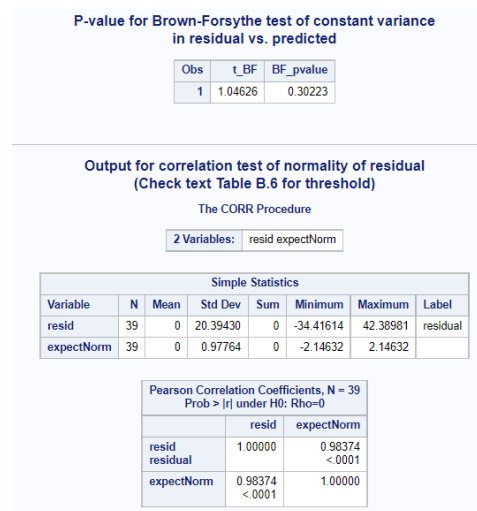 P-value for Brown-Forsythe test of constant variance
in residual vs. predicted
Obs t_BF BF_pvalue
1 1.04626 0.30223
Output for correlation test of normality of residual
(Check text Table B.6 for threshold)
The CORR Procedure
2 Variables: resid expectNorm
Simple Statistics
Variable N Mean Std Dev Sum Minimum Maximum Label
resid 39 0 20.39430 0 -34.41614 42.38981 residual
expectNorm 39 0 0.97764 0 -2.14632 2.14632
Pearson Correlation Coefficients, N = 39
Prob > |r| under H0: Rho=0
resid expectNorm
resid 1.00000 0.98374
residual <.0001
expectNorm 0.98374 1.00000
<.0001